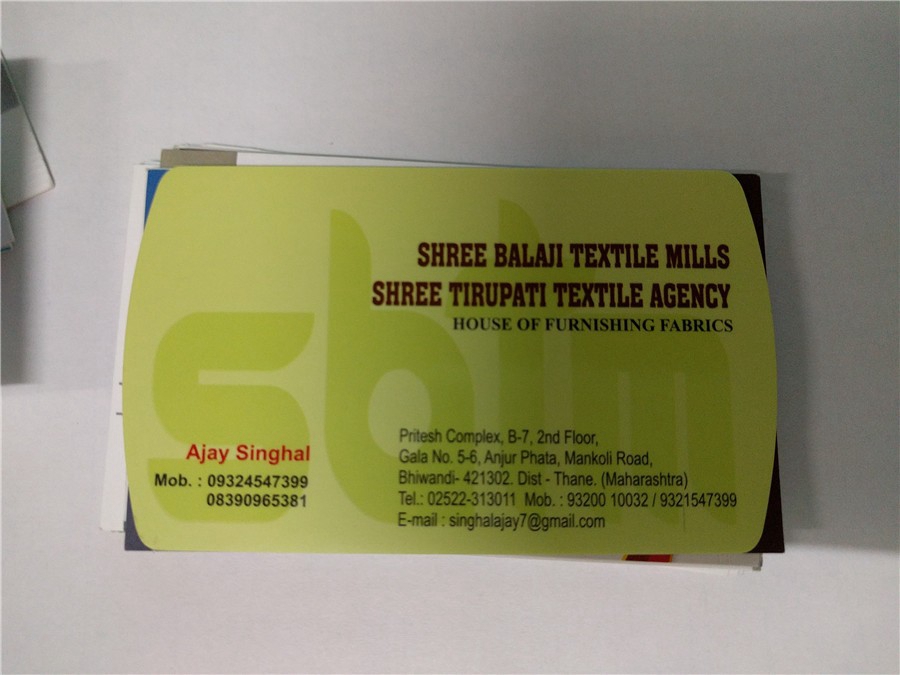 SHREE BALAJI TEXTILE MILLS
SHREE TIRUPATI TEXTILE AGENCY
HOUSE OF FURNISHING FABRICS
sbtm
Ajay Singhal
Mob. : 09324547399
08390965381
Pritesh Complex, B-7, 2nd Floor,
Gala No. 5-6, Anjur Phata, Mankoli Road,
Bhiwandi- 421302. Dist - Thane. (Maharashtra)
Tel.: 02522-313011 Mob. : 93200 10032 / 9321547399
E-mail : singhalajay7@gmail.com